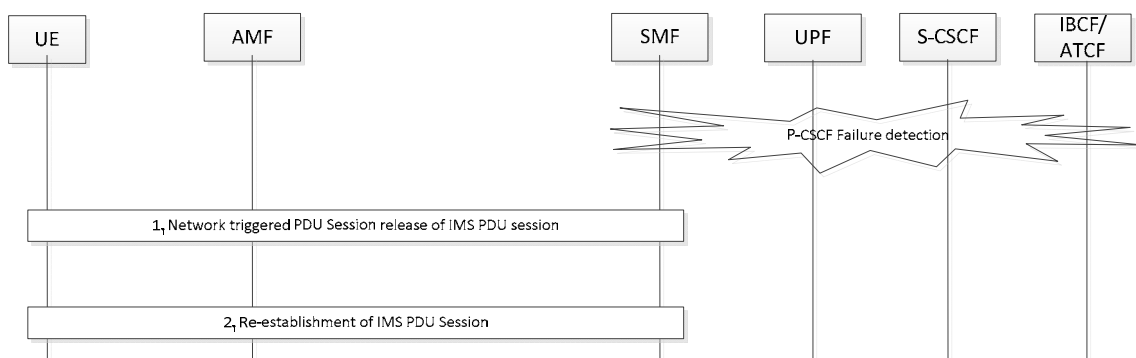 UE
AMF
SMF
UPF
S-CSCF
IBCF/
ATCF
P-CSCF Failure detection
1, Network triggered PDU Session release of IMS PDU session
2, Re-establishment of IMS PDU Session